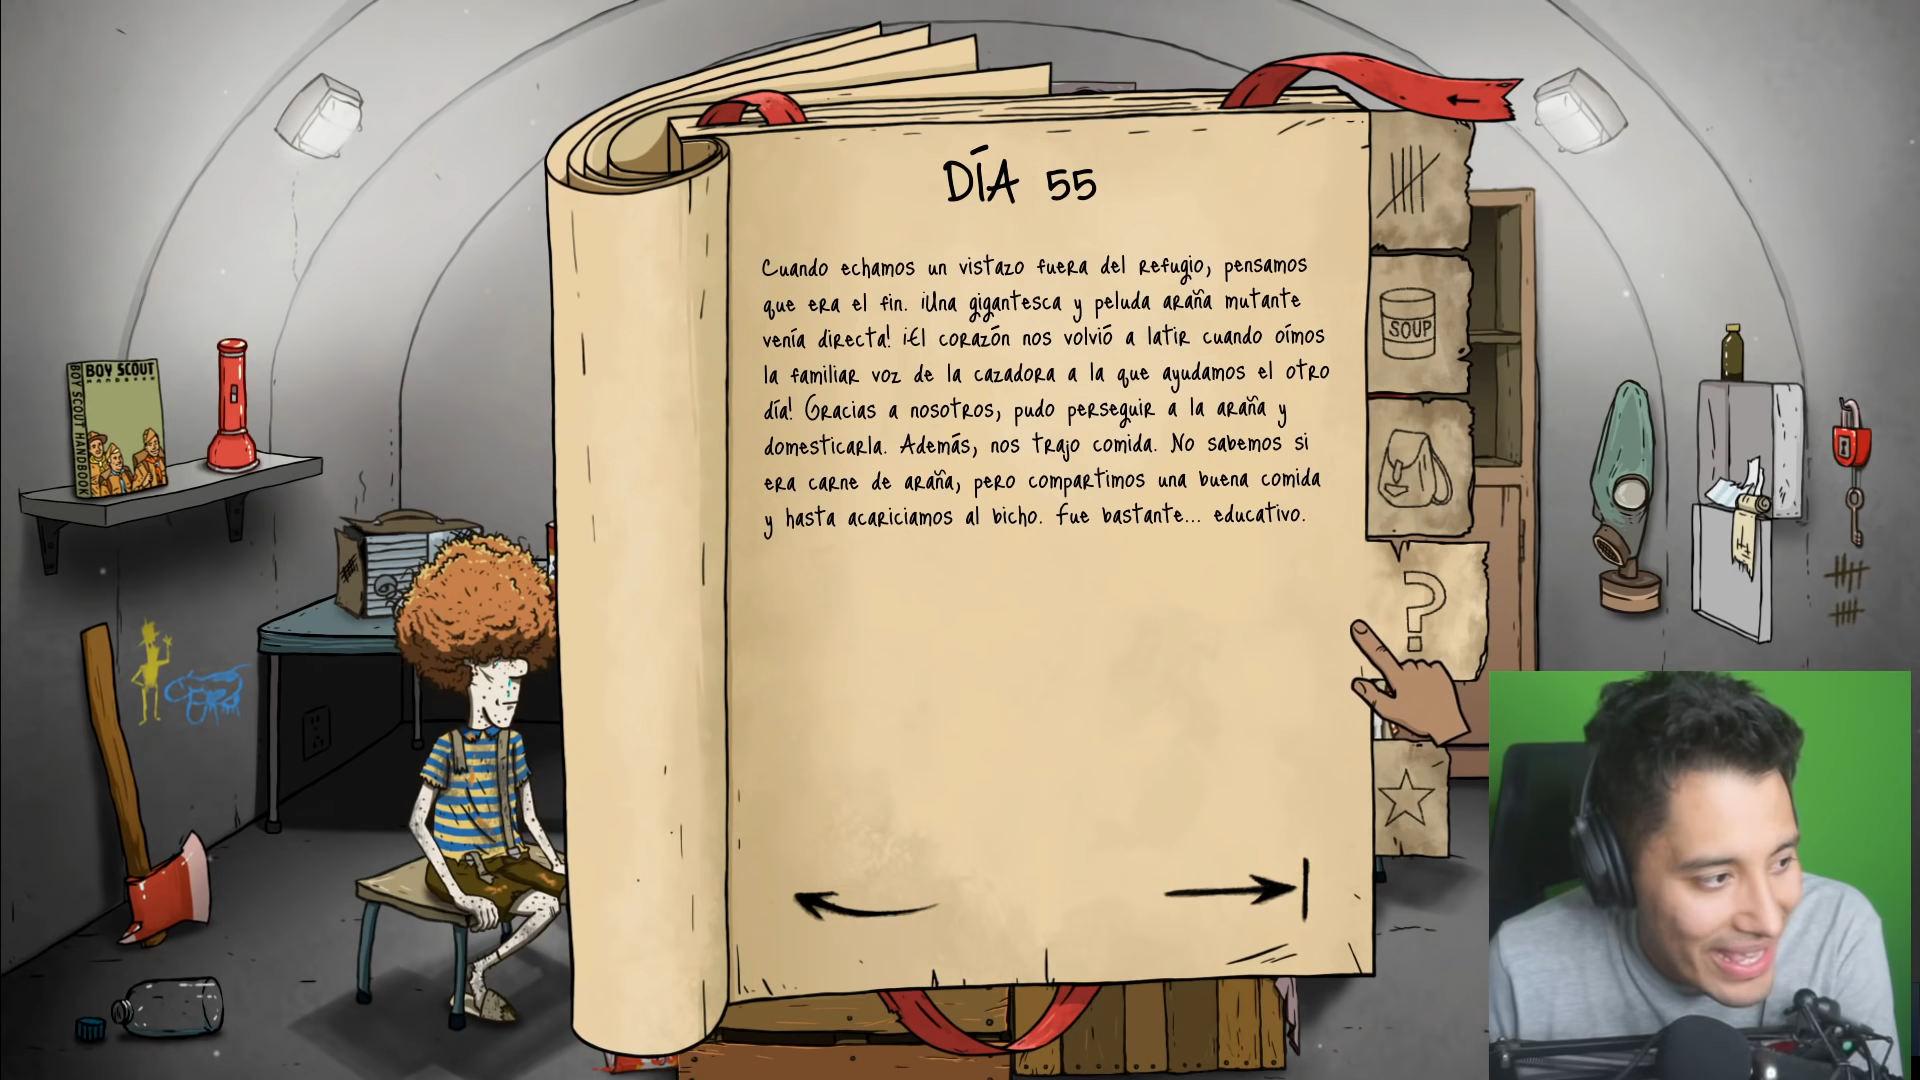 DÍA 55
Cuando echamos un vistazo fuera del refugio, pensamos
que era el fin. ¡Una gigantesca y peluda araña mutante
venía directa! ¡El corazón nos volvió a latir cuando oímos
la familiar voz de la cazadora a la que ayudamos el otro
día! Gracias a nosotros, pudo perseguir a la araña y
domesticarla. Además, nos trajo comida. No sabemos si
era carne de araña, pero compartimos una buena comida
y hasta acariciamos al bicho. Fue bastante... educativo.
SOUP
BOY SCOUT
HANDBOOK
BOY SCOUT HANDBOOK